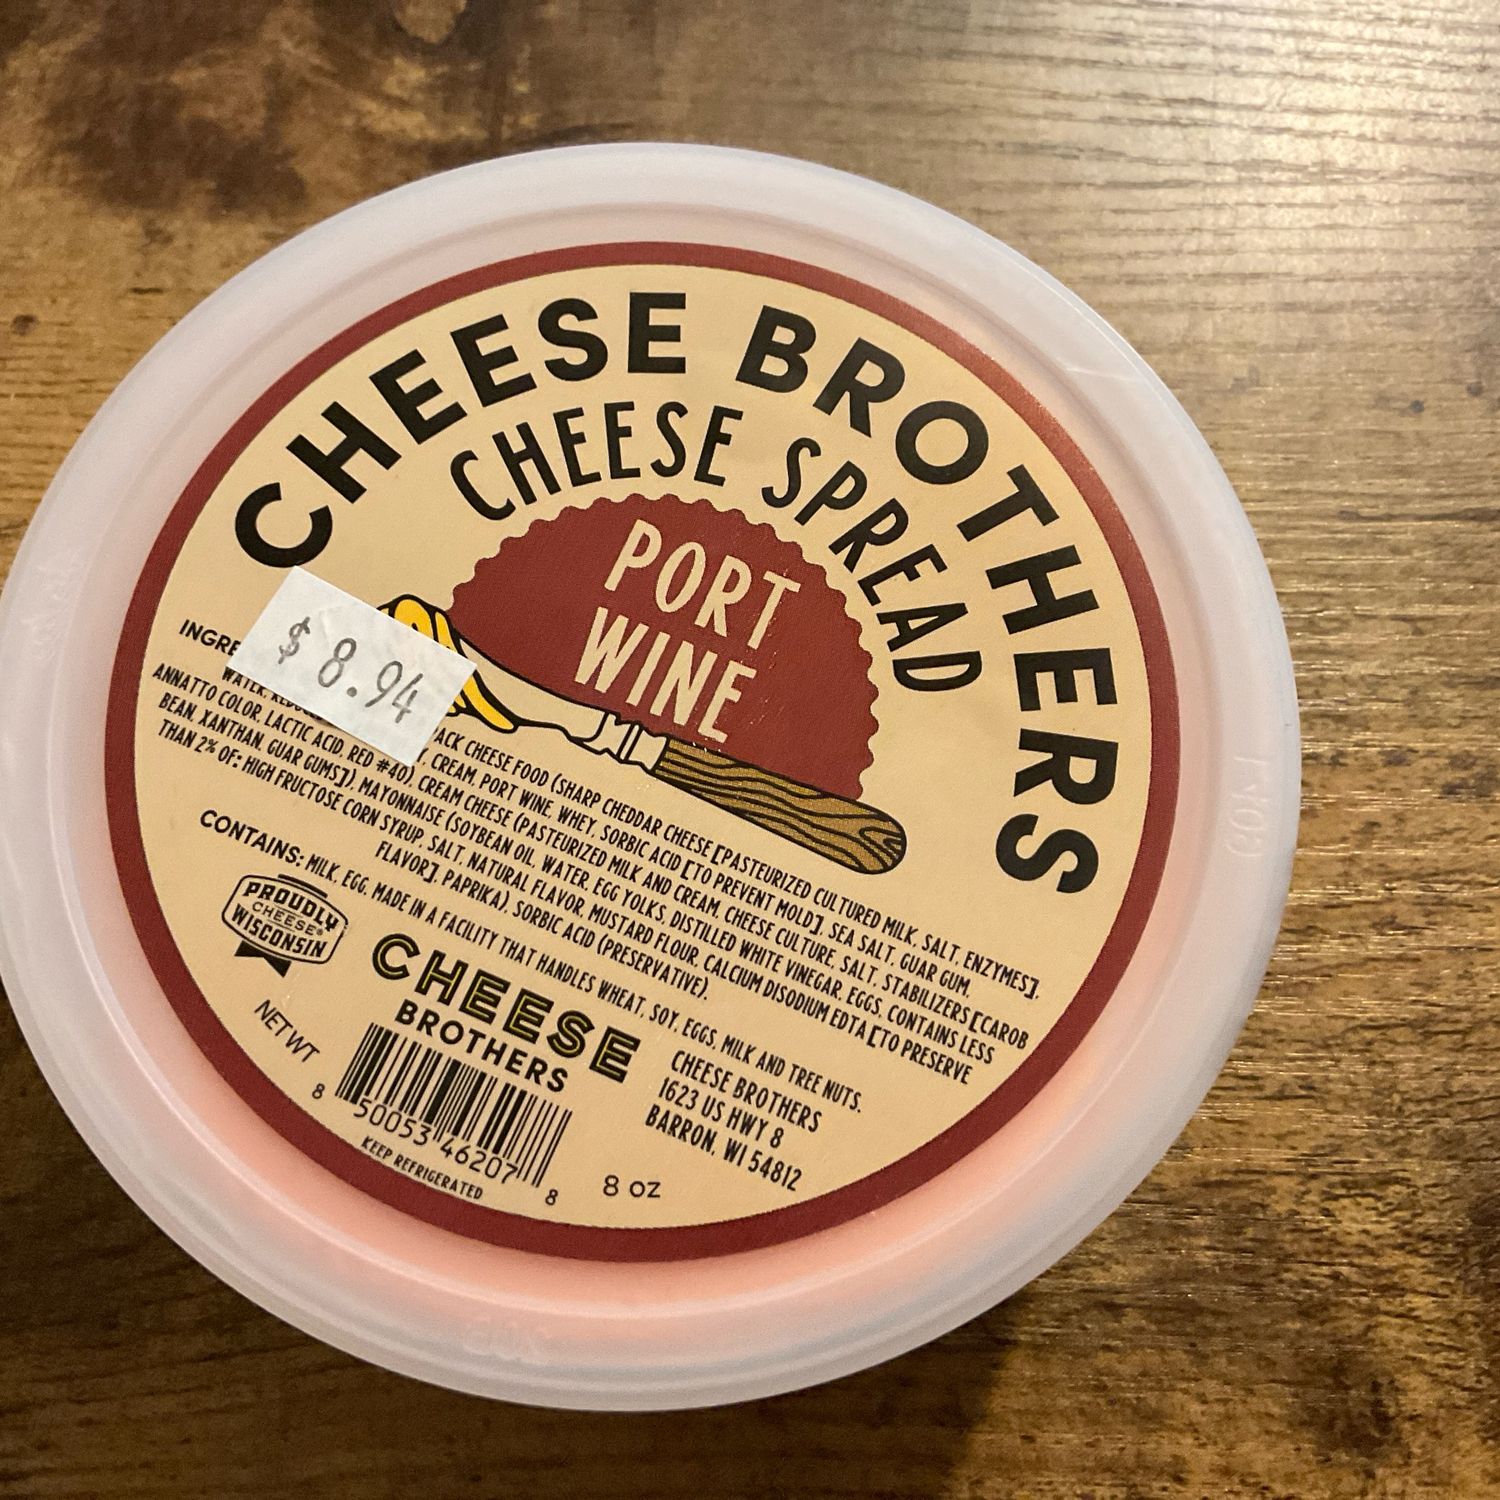 CHEESE BROTHERS
CHEESE SPREAD
PORT
WINE
$ 8.94
ACK CHEESE FOOD (SHARP CHEDDAR CHEESE [PASTEURIZED CULTURED MILK, SALT, ENZYMES],
WATER, CREAM, PORT WINE, WHEY, SORBIC ACID [TO PREVENT MOLD], SEA SALT, GUAR GUM,
ANNATTO COLOR, LACTIC ACID, RED #40), CREAM CHEESE (PASTEURIZED MILK AND CREAM, CHEESE CULTURE, SALT, STABILIZERS [CAROB
BEAN, XANTHAN, GUAR GUMS]), MAYONNAISE (SOYBEAN OIL, WATER, EGG YOLKS, DISTILLED WHITE VINEGAR, EGGS, CONTAINS LESS
THAN 2% OF: HIGH FRUCTOSE CORN SYRUP, SALT, NATURAL FLAVOR, MUSTARD FLOUR, CALCIUM DISODIUM EDTA [TO PRESERVE
FLAVOR], PAPRIKA), SORBIC ACID (PRESERVATIVE).
CONTAINS: MILK, EGG, MADE IN A FACILITY THAT HANDLES WHEAT, SOY, EGGS, MILK AND TREE NUTS.
PROUDLY
WISCONSIN
CHEESE®
CHEESE
BROTHERS
CHEESE BROTHERS
1623 US HWY 8
BARRON, WI 54812
NET WT
8 50053 46207 8
8 OZ
KEEP REFRIGERATED